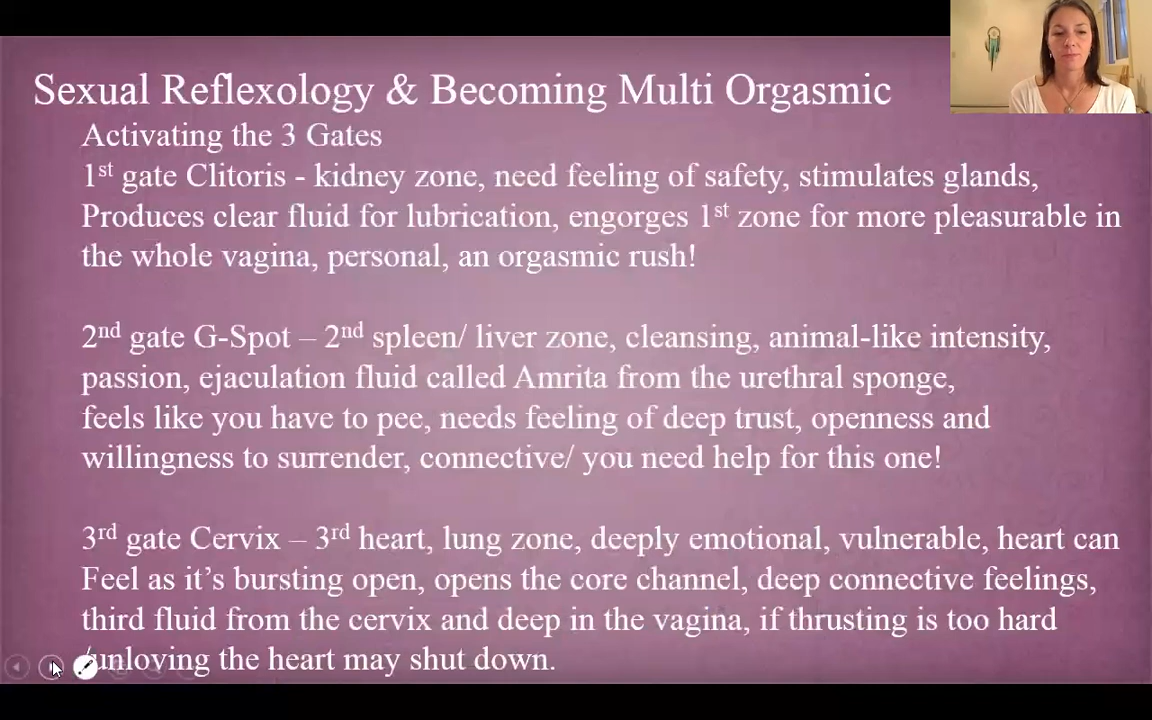 Sexual Reflexology & Becoming Multi Orgasmic
Activating the 3 Gates
1st gate Clitoris - kidney zone, need feeling of safety, stimulates glands,
Produces clear fluid for lubrication, engorges 1st zone for more pleasurable in
the whole vagina, personal, an orgasmic rush!
2nd gate G-Spot – 2nd spleen/ liver zone, cleansing, animal-like intensity,
passion, ejaculation fluid called Amrita from the urethral sponge,
feels like you have to pee, needs feeling of deep trust, openness and
willingness to surrender, connective/ you need help for this one!
3rd gate Cervix – 3rd heart, lung zone, deeply emotional, vulnerable, heart can
Feel as it’s bursting open, opens the core channel, deep connective feelings,
third fluid from the cervix and deep in the vagina, if thrusting is too hard
/unloving the heart may shut down.